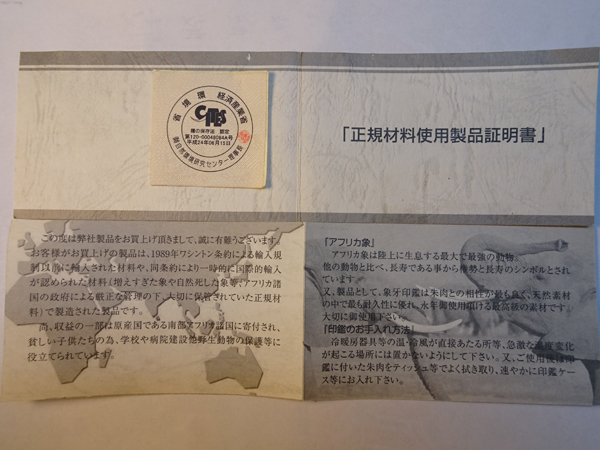 経済産業省
環境省
CITES
種の保存法 認定
第120-00048064A号
平成24年06月15日
(財)自然環境研究センター理事長
「正規材料使用製品証明書」
この度は弊社製品をお買上げ頂きまして、誠に有難うございます。
お客様がお買上げの製品は、1989年ワシントン条約による輸入規
制以前に輸入された材料や、同条約により一時的に国際的輸入
が認められた材料(増えすぎた象や自然死した象等、アフリカ諸
国の政府による厳正な管理の下、大切に保管されていた正規材
料)で製造された製品です。
尚、収益の一部は原産国である南部アフリカ諸国に寄付され、
貧しい子供たちの為、学校や病院建設他野生動物の保護等に
役立てられています。
「アフリカ象」
アフリカ象は陸上に生息する最大で最強の動物。
他の動物と比べ、長寿である事から権勢と長寿のシンボルとされ
ています。
又、製品として、象牙印鑑は朱肉との相性が最も良く、天然素材
の中で最も耐久性に優れ、永年御使用頂ける最高級の素材です。
大切に御使用下さい。
「印鑑のお手入れ方法」
冷暖房器具等の温・冷風が直接あたる所等、急激な温度変化
が起こる場所には置かないようにして下さい。又、ご使用後は印
鑑に付いた朱肉をティッシュ等でよく拭き取り、速やかに印鑑ケー
ス等にお入れ下さい。